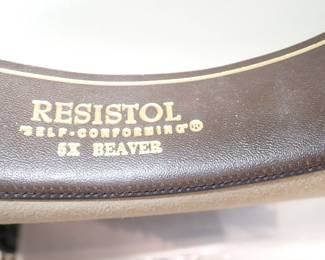 RESISTOL
"SELF-CONFORMING"®
5X BEAVER